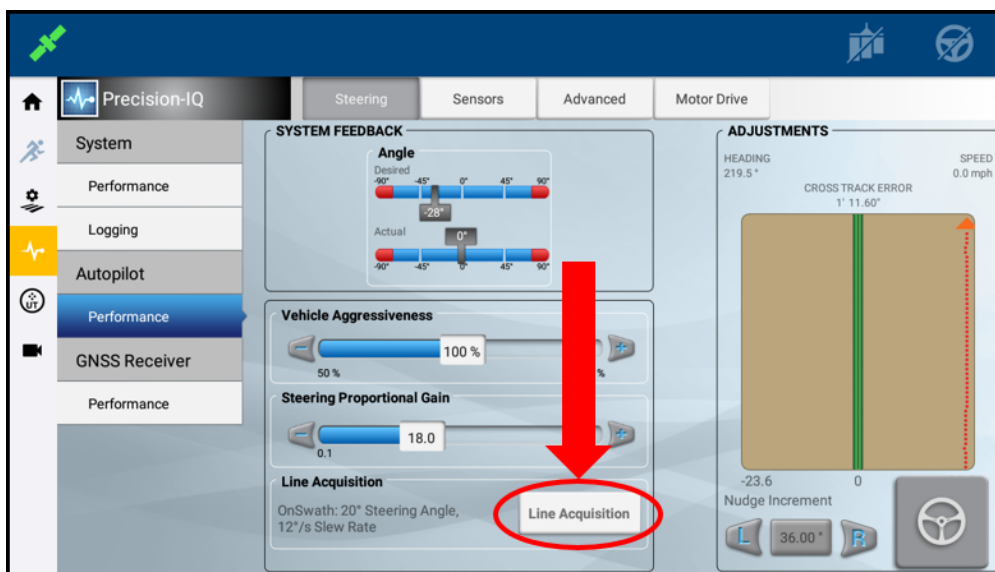 Precision-IQ
Steering
Sensors
Advanced
Motor Drive
System
Performance
Logging
Autopilot
Performance
GNSS Receiver
Performance
UT
SYSTEM FEEDBACK
Angle
Desired
-90° -45° 0° 45° 90°
-28°
Actual
0°
-90° -45° 0° 45° 90°
Vehicle Aggressiveness
100 %
50 %
%
Steering Proportional Gain
18.0
0.1
Line Acquisition
OnSwath: 20° Steering Angle,
12°/s Slew Rate
Line Acquisition
ADJUSTMENTS
HEADING
219.5 °
SPEED
0.0 mph
CROSS TRACK ERROR
1' 11.60"
-23.6 0
Nudge Increment
L 36.00 " R